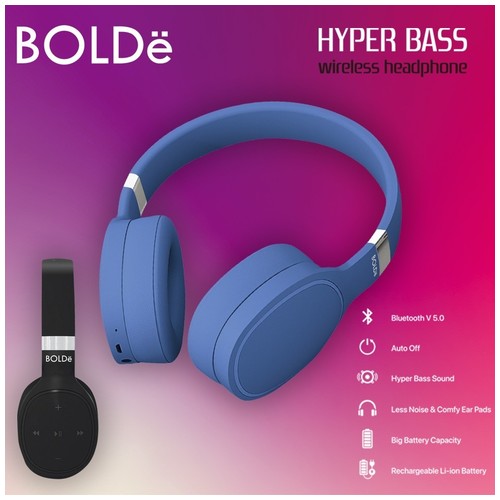 BOLDë
HYPER BASS
wireless headphone
BOLDë
BOLDë
Bluetooth V 5.0
Auto Off
Hyper Bass Sound
Less Noise & Comfy Ear Pads
Big Battery Capacity
Rechargeable Li-ion Battery